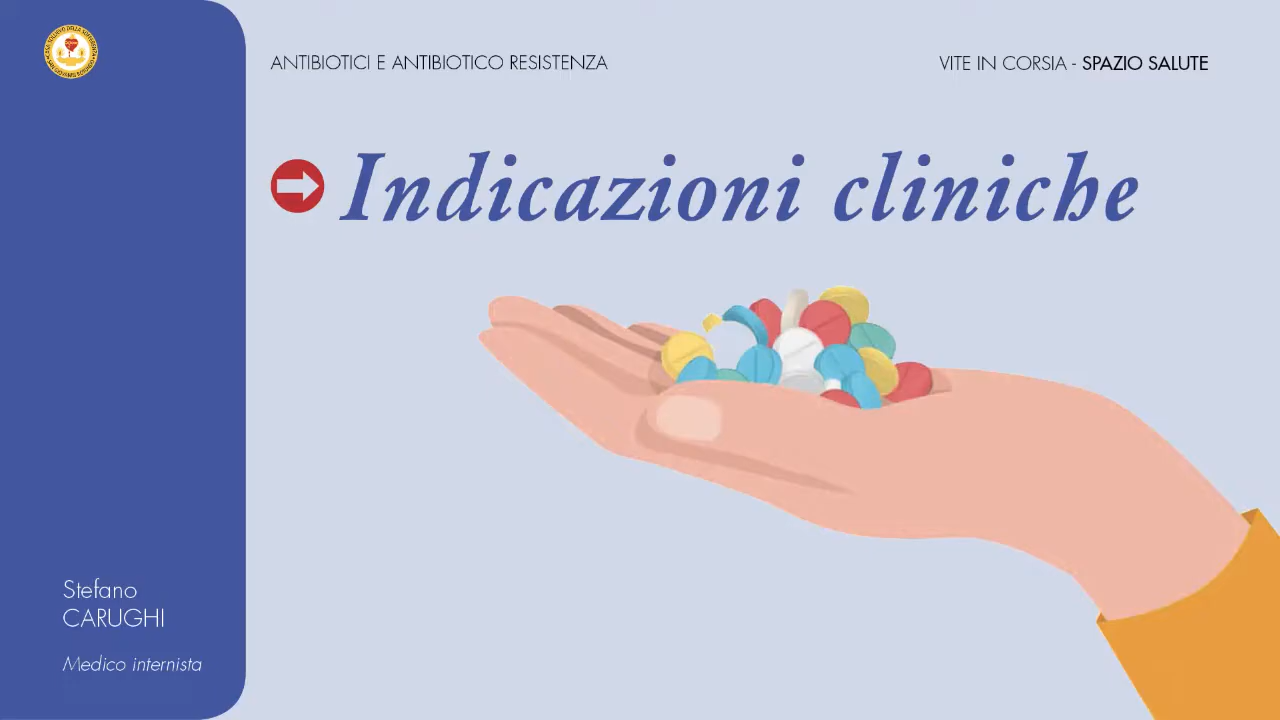 ANTIBIOTICI E ANTIBIOTICO RESISTENZA
VITE IN CORSIA - SPAZIO SALUTE
Indicazioni cliniche
Stefano
CARUGHI
Medico internista